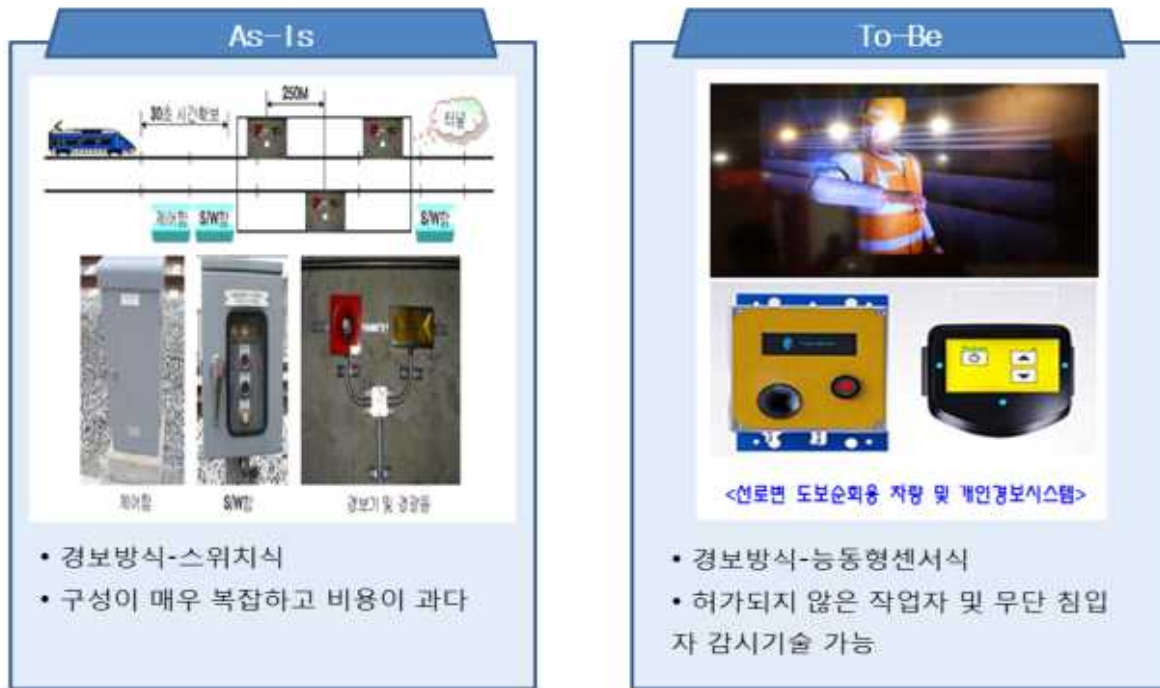 As-Is
250M
30초 시간확보
터널
제어함 S/W함
S/W함
제어함
S/W함
경보기 및 경광등
• 경보방식-스위치식
• 구성이 매우 복잡하고 비용이 과다
To-Be
<선로변 도보순회용 차량 및 개인경보시스템>
• 경보방식-능동형센서식
• 허가되지 않은 작업자 및 무단 침입
자 감시기술 가능